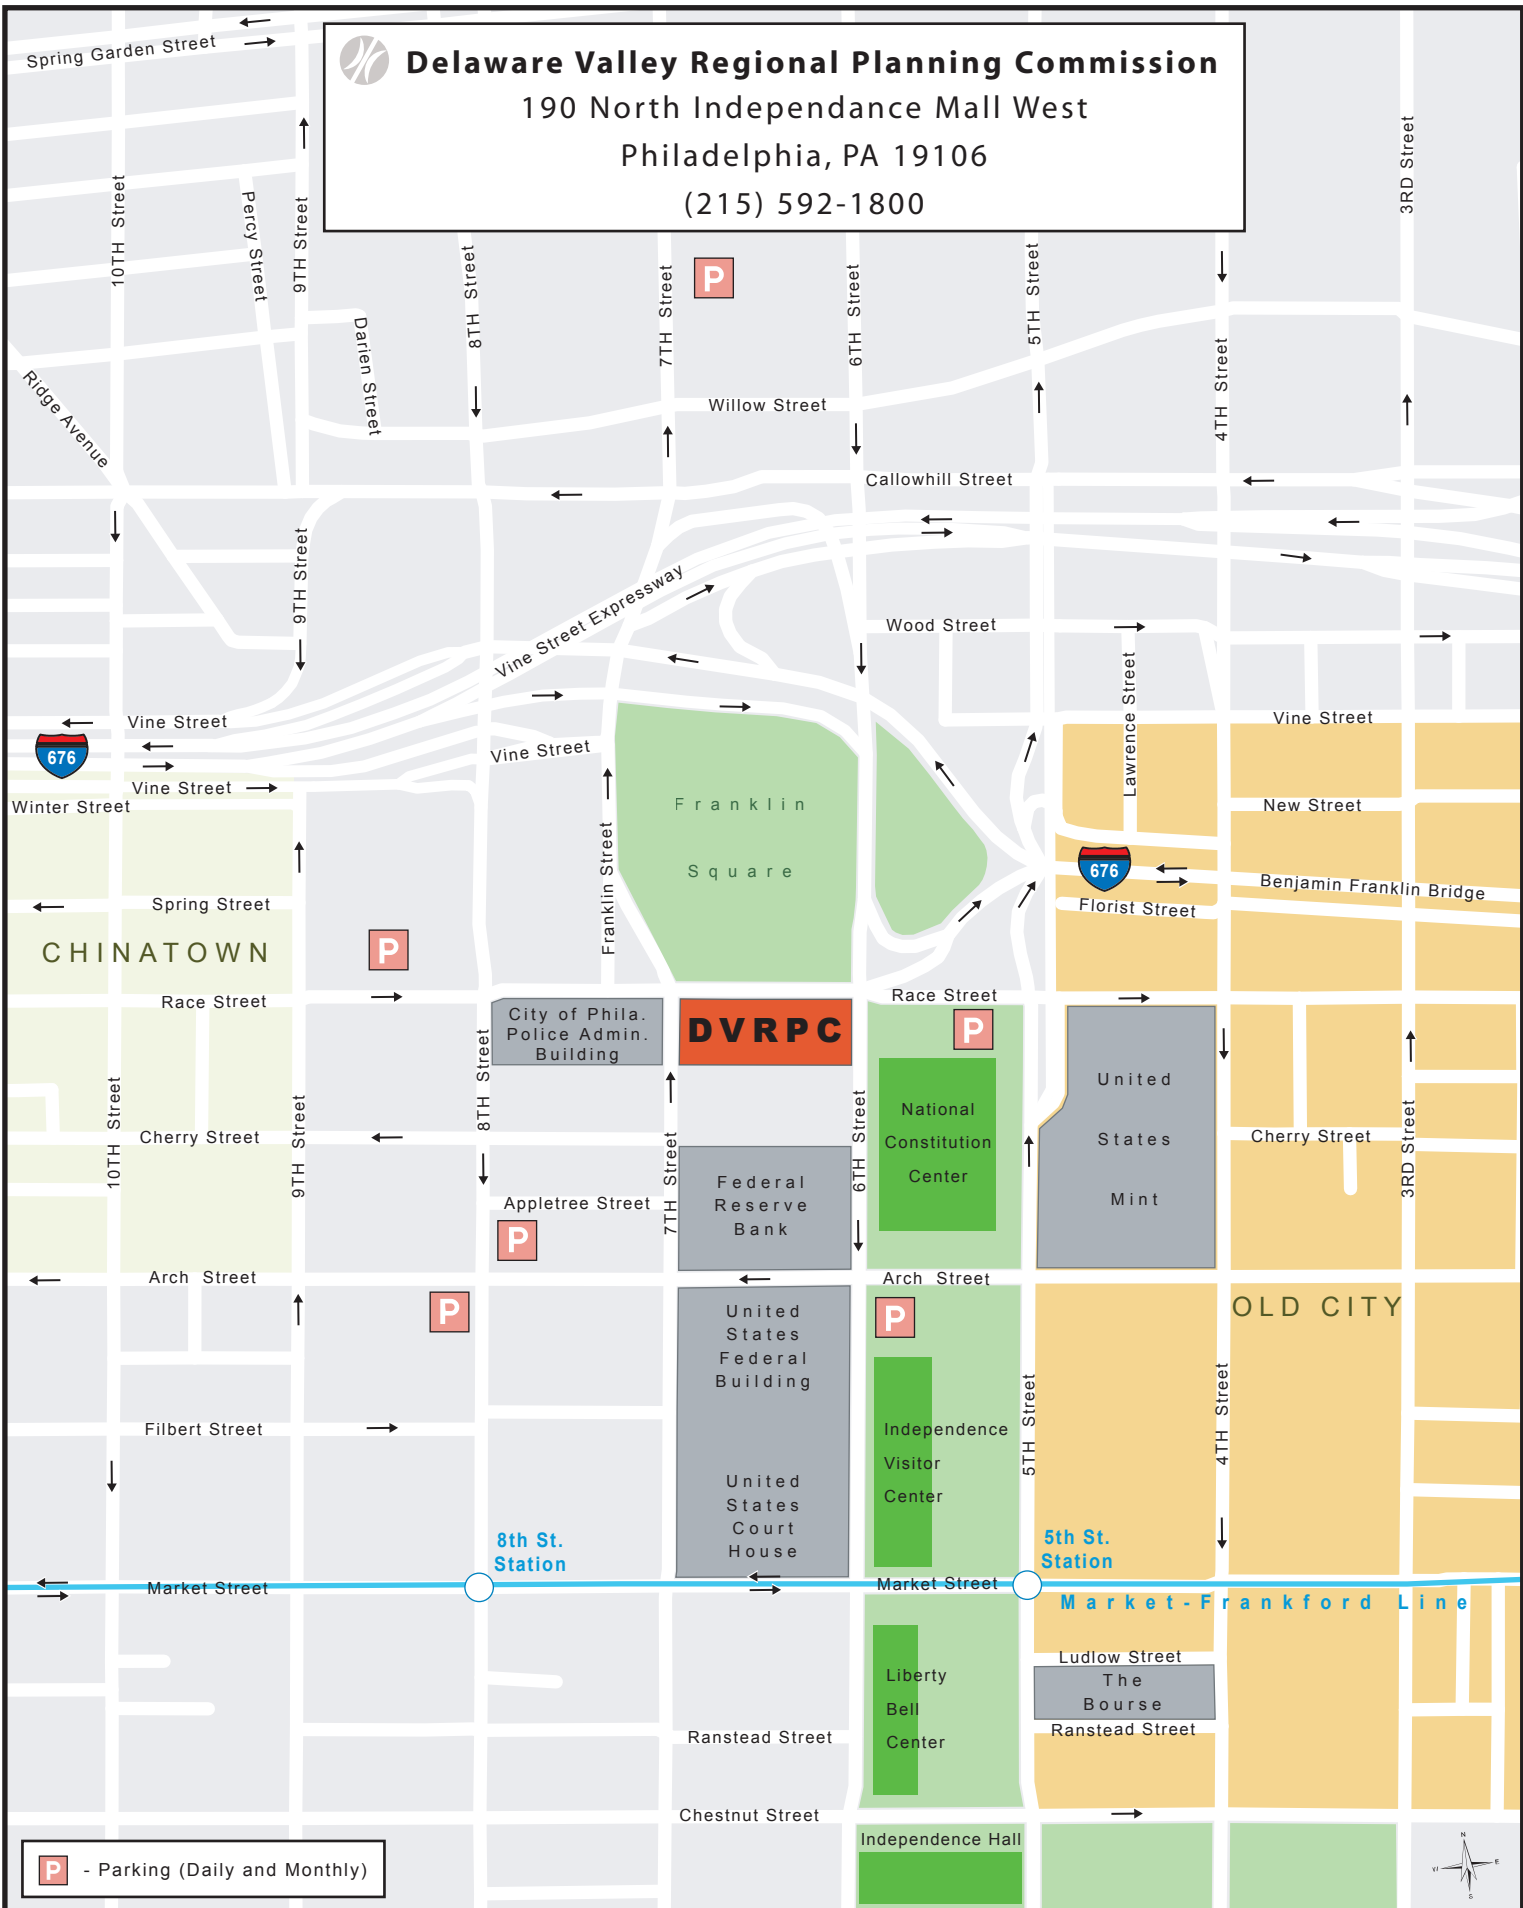 Delaware Valley Regional Planning Commission
190 North Independance Mall West
Philadelphia, PA 19106
(215) 592-1800
Spring Garden Street
10TH Street
Percy Street
9TH Street
Darien Street
8TH Street
7TH Street
P
6TH Street
5TH Street
4TH Street
3RD Street
Ridge Avenue
Willow Street
Callowhill Street
9TH Street
Vine Street Expressway
Wood Street
Lawrence Street
Vine Street
Vine Street
676
Vine Street
Vine Street
Winter Street
Franklin
Square
Franklin Street
New Street
676
Benjamin Franklin Bridge
Florist Street
Spring Street
CHINATOWN
P
Race Street
Race Street
City of Phila.
Police Admin.
Building
DVRPC
P
United
States
Mint
National
Constitution
Center
10TH Street
9TH Street
8TH Street
7TH Street
6TH Street
3RD Street
Cherry Street
Cherry Street
Federal
Reserve
Bank
Appletree Street
P
Arch Street
Arch Street
P
P
OLD CITY
United
States
Federal
Building
Independence
Visitor
Center
5TH Street
4TH Street
Filbert Street
United
States
Court
House
8th St.
Station
5th St.
Station
Market Street
Market Street
Market-Frankford Line
Ludlow Street
The
Bourse
Ranstead Street
Liberty
Bell
Center
Ranstead Street
Chestnut Street
Independence Hall
P - Parking (Daily and Monthly)
N
E
S